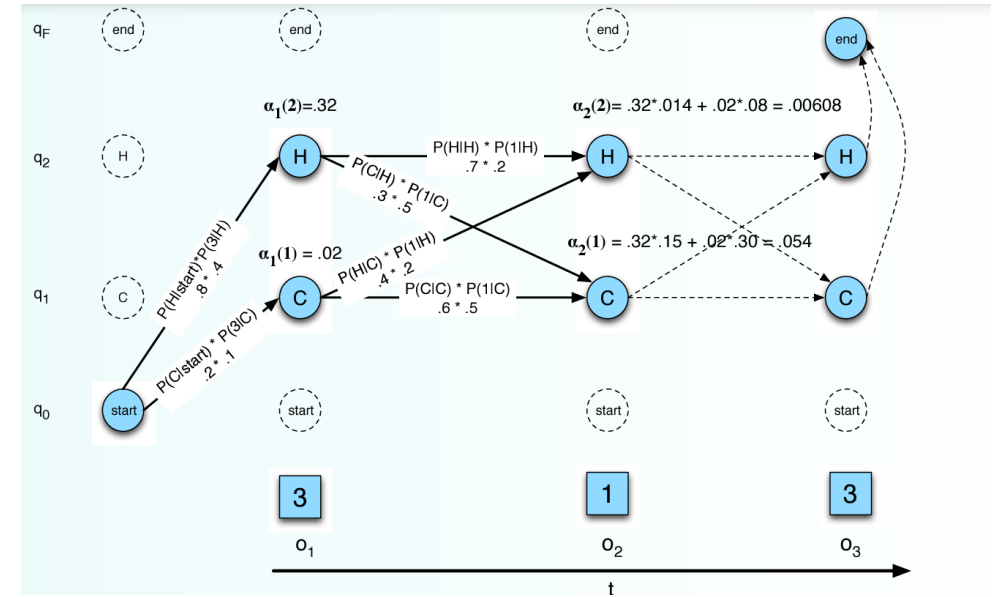 qF
end
end
end
end
α1(2)=.32
α2(2)= .32*.014 + .02*.08 = .00608
q2
H
H
H
H
P(H|H) * P(1|H)
.7 * .2
P(C|H) * P(1|C)
.3 * .5
P(H|start)*P(3|H)
.8 * .4
α1(1) = .02
α2(1) = .32*.15 + .02*.30 = .054
P(H|C) * P(1|H)
.4 * .2
q1
C
C
C
C
P(C|C) * P(1|C)
.6 * .5
P(C|start) * P(3|C)
.2 * .1
q0
start
start
start
start
3
1
3
o1
o2
o3
t